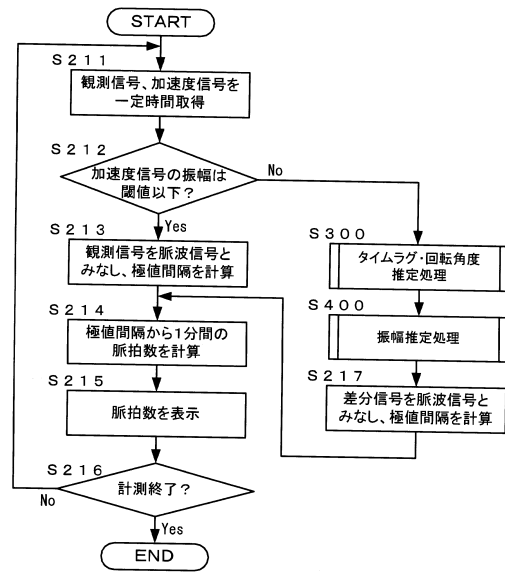 START
S211
観測信号、加速度信号を
一定時間取得
S212
加速度信号の振幅は
閾値以下？
No
Yes
S213
観測信号を脈波信号と
みなし、極値間隔を計算
S214
極値間隔から1分間の
脈拍数を計算
S215
脈拍数を表示
S216
計測終了？
No
Yes
END
S300
タイムラグ・回転角度
推定処理
S400
振幅推定処理
S217
差分信号を脈波信号と
みなし、極値間隔を計算